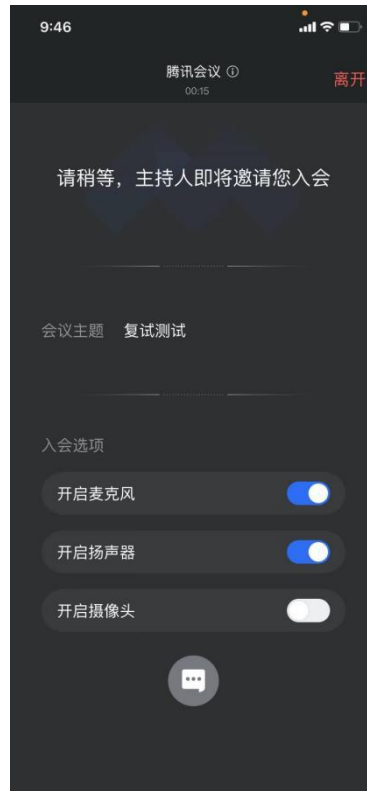 9:46
腾讯会议
00:15
离开
请稍等，主持人即将邀请您入会
会议主题 复试测试
入会选项
开启麦克风
开启扬声器
开启摄像头